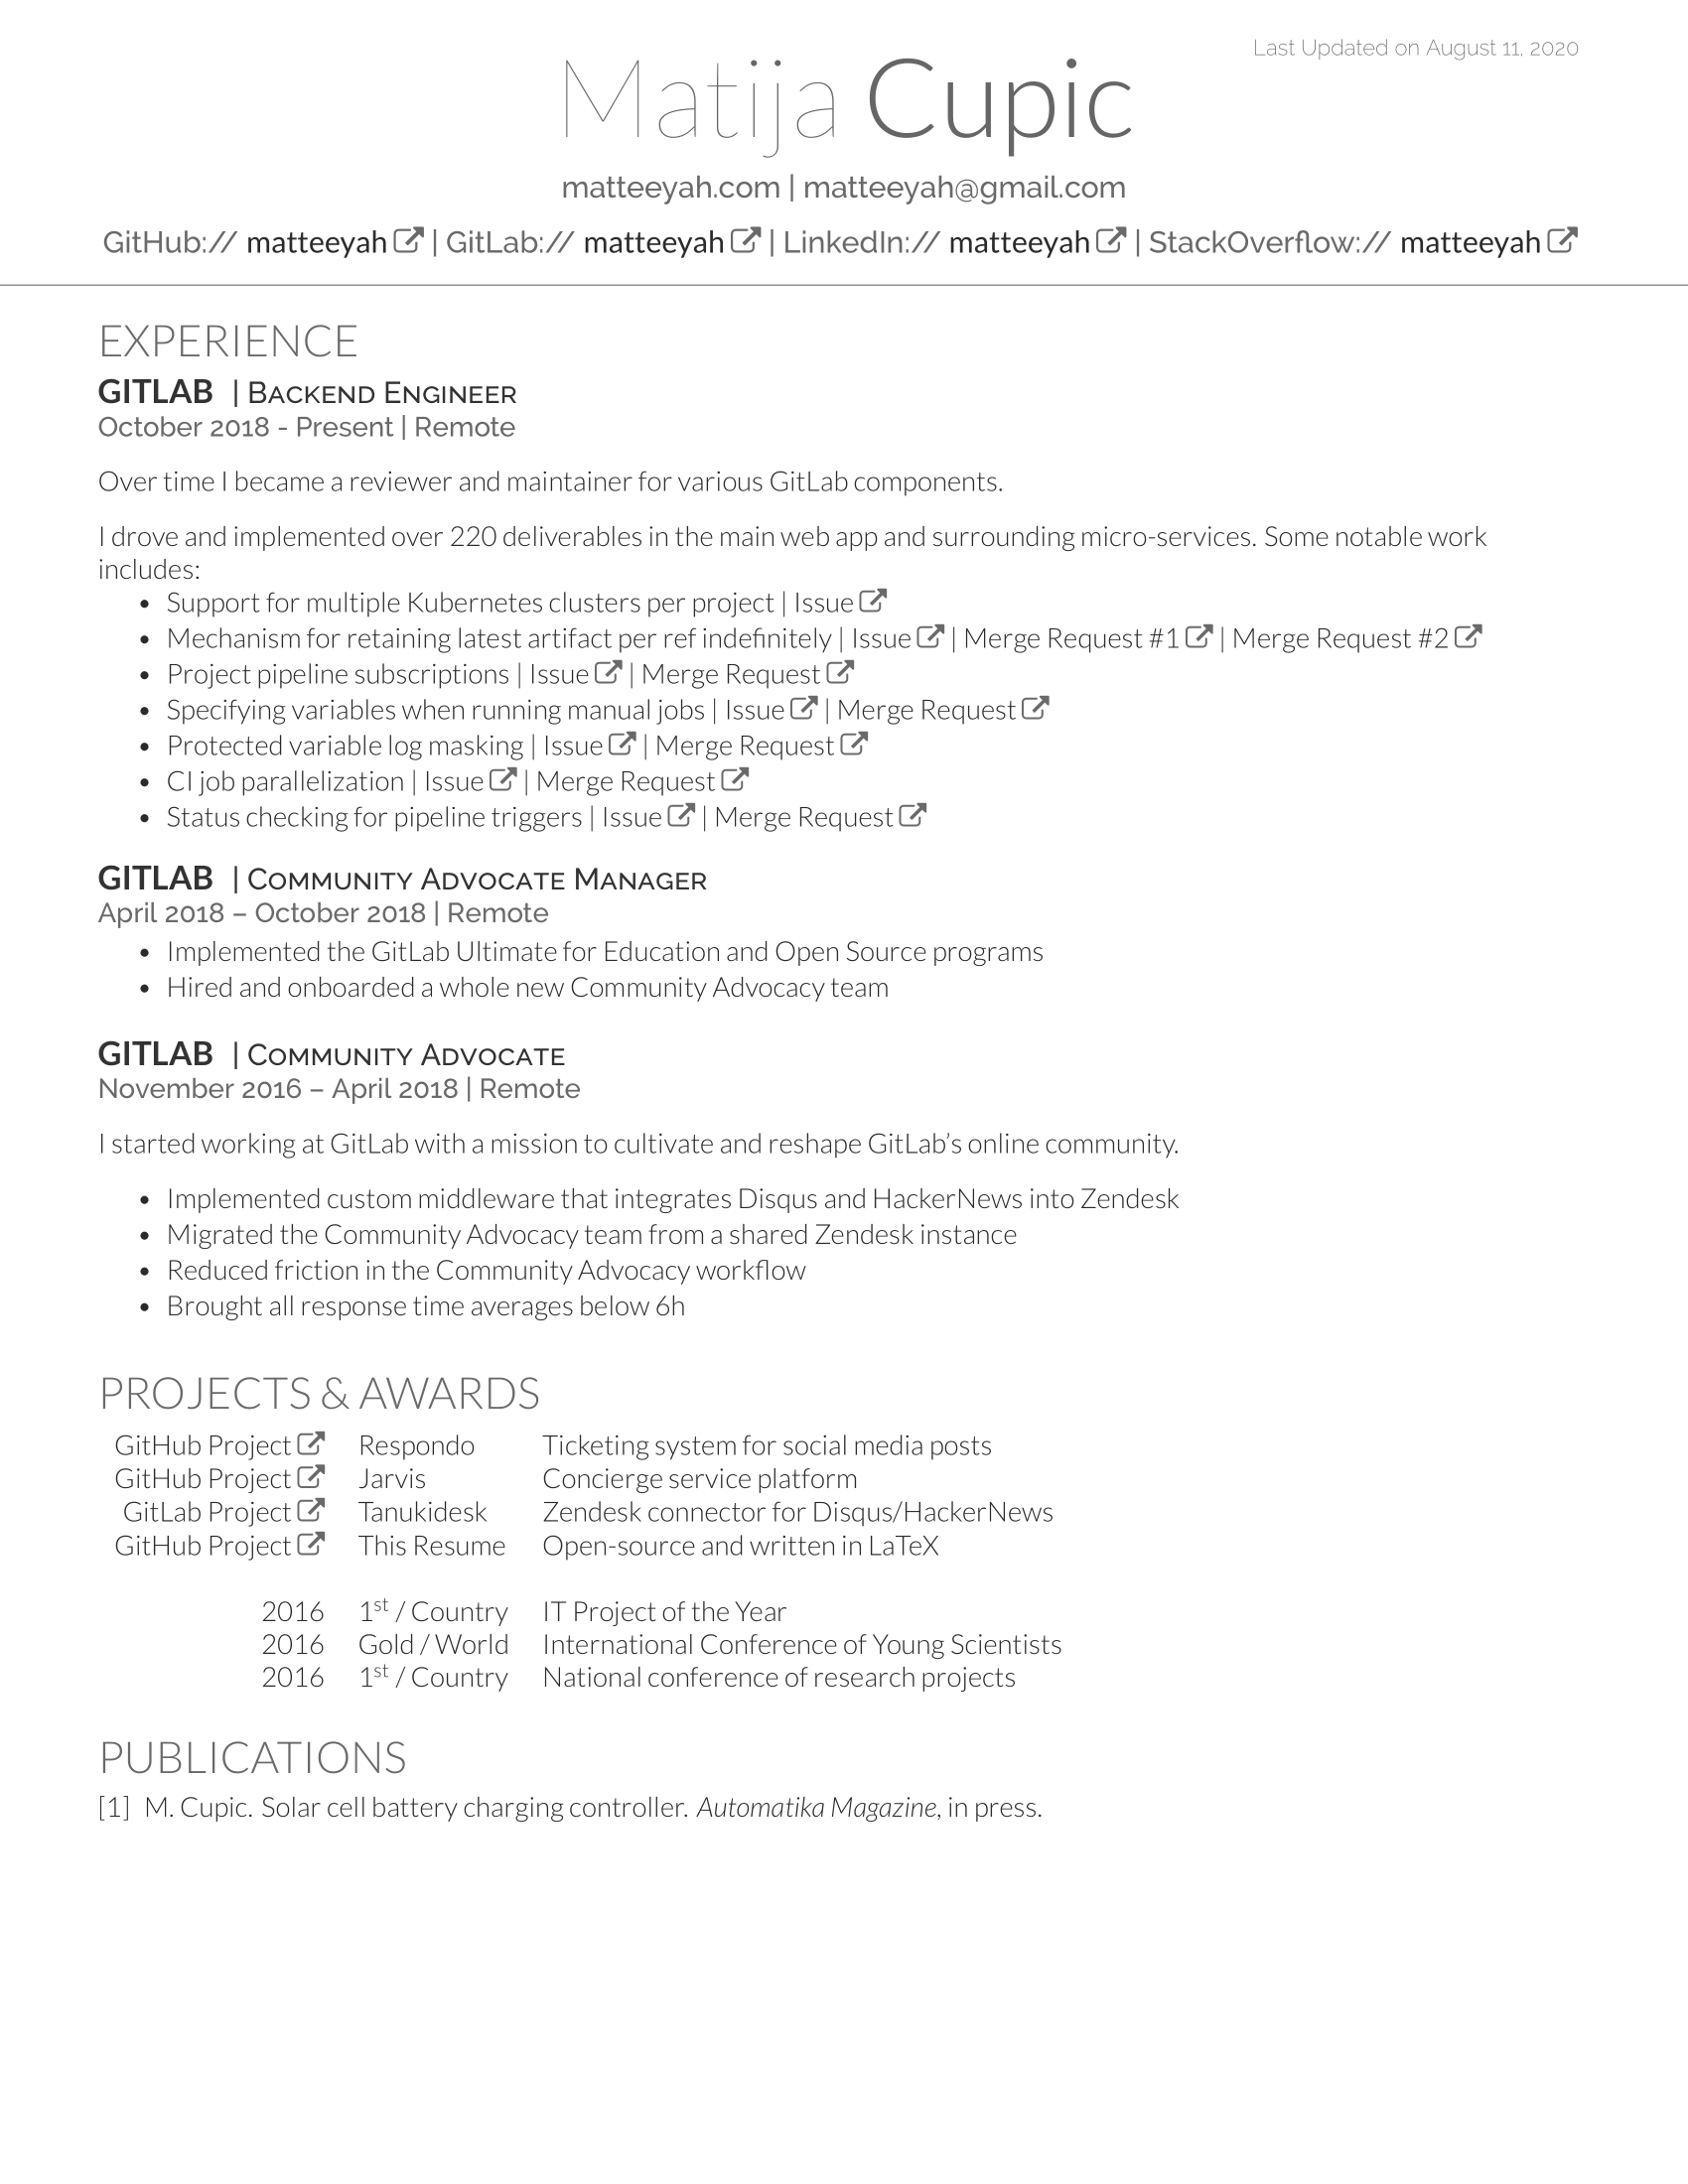 Last Updated on August 11, 2020
Matija Cupic
matteeyah.com | matteeyah@gmail.com
GitHub:// matteeyah | GitLab:// matteeyah | LinkedIn:// matteeyah | StackOverflow:// matteeyah
EXPERIENCE
GITLAB | Backend Engineer
October 2018 - Present | Remote
Over time I became a reviewer and maintainer for various GitLab components.
I drove and implemented over 220 deliverables in the main web app and surrounding micro-services. Some notable work
includes:
• Support for multiple Kubernetes clusters per project | Issue
• Mechanism for retaining latest artifact per ref indefinitely | Issue | Merge Request #1 | Merge Request #2
• Project pipeline subscriptions | Issue | Merge Request
• Specifying variables when running manual jobs | Issue | Merge Request
• Protected variable log masking | Issue | Merge Request
• CI job parallelization | Issue | Merge Request
• Status checking for pipeline triggers | Issue | Merge Request
GITLAB | Community Advocate Manager
April 2018 – October 2018 | Remote
• Implemented the GitLab Ultimate for Education and Open Source programs
• Hired and onboarded a whole new Community Advocacy team
GITLAB | Community Advocate
November 2016 – April 2018 | Remote
I started working at GitLab with a mission to cultivate and reshape GitLab's online community.
• Implemented custom middleware that integrates Disqus and HackerNews into Zendesk
• Migrated the Community Advocacy team from a shared Zendesk instance
• Reduced friction in the Community Advocacy workflow
• Brought all response time averages below 6h
PROJECTS & AWARDS
GitHub Project Respondo Ticketing system for social media posts
GitHub Project Jarvis Concierge service platform
GitLab Project Tanukidesk Zendesk connector for Disqus/HackerNews
GitHub Project This Resume Open-source and written in LaTeX
2016 1st / Country IT Project of the Year
2016 Gold / World International Conference of Young Scientists
2016 1st / Country National conference of research projects
PUBLICATIONS
[1] M. Cupic. Solar cell battery charging controller. Automatika Magazine, in press.